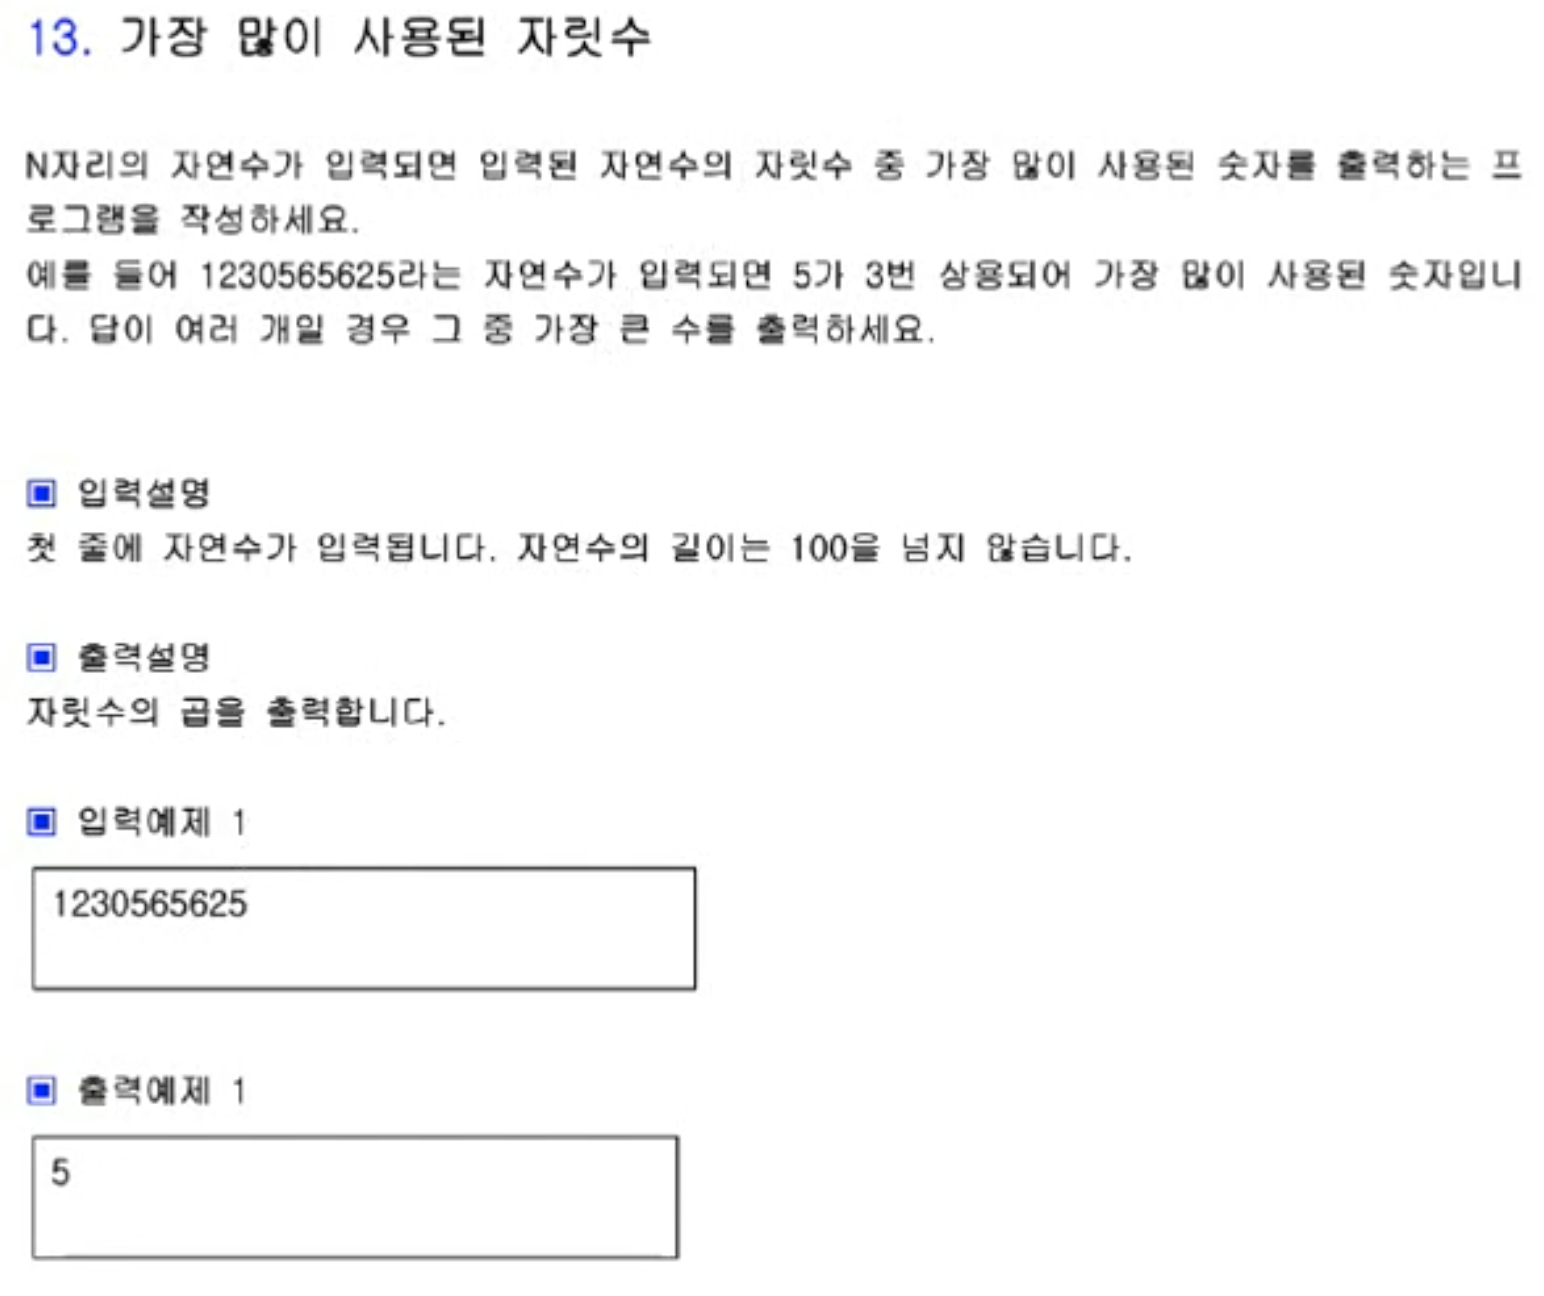 13. 가장 많이 사용된 자릿수
N자리의 자연수가 입력되면 입력된 자연수의 자릿수 중 가장 많이 사용된 숫자를 출력하는 프
로그램을 작성하세요.
예를 들어 1230565625라는 자연수가 입력되면 5가 3번 상용되어 가장 많이 사용된 숫자입니
다. 답이 여러 개일 경우 그 중 가장 큰 수를 출력하세요.
▣ 입력설명
첫 줄에 자연수가 입력됩니다. 자연수의 길이는 100을 넘지 않습니다.
▣ 출력설명
자릿수의 곱을 출력합니다.
▣ 입력예제 1
1230565625
▣ 출력예제 1
5